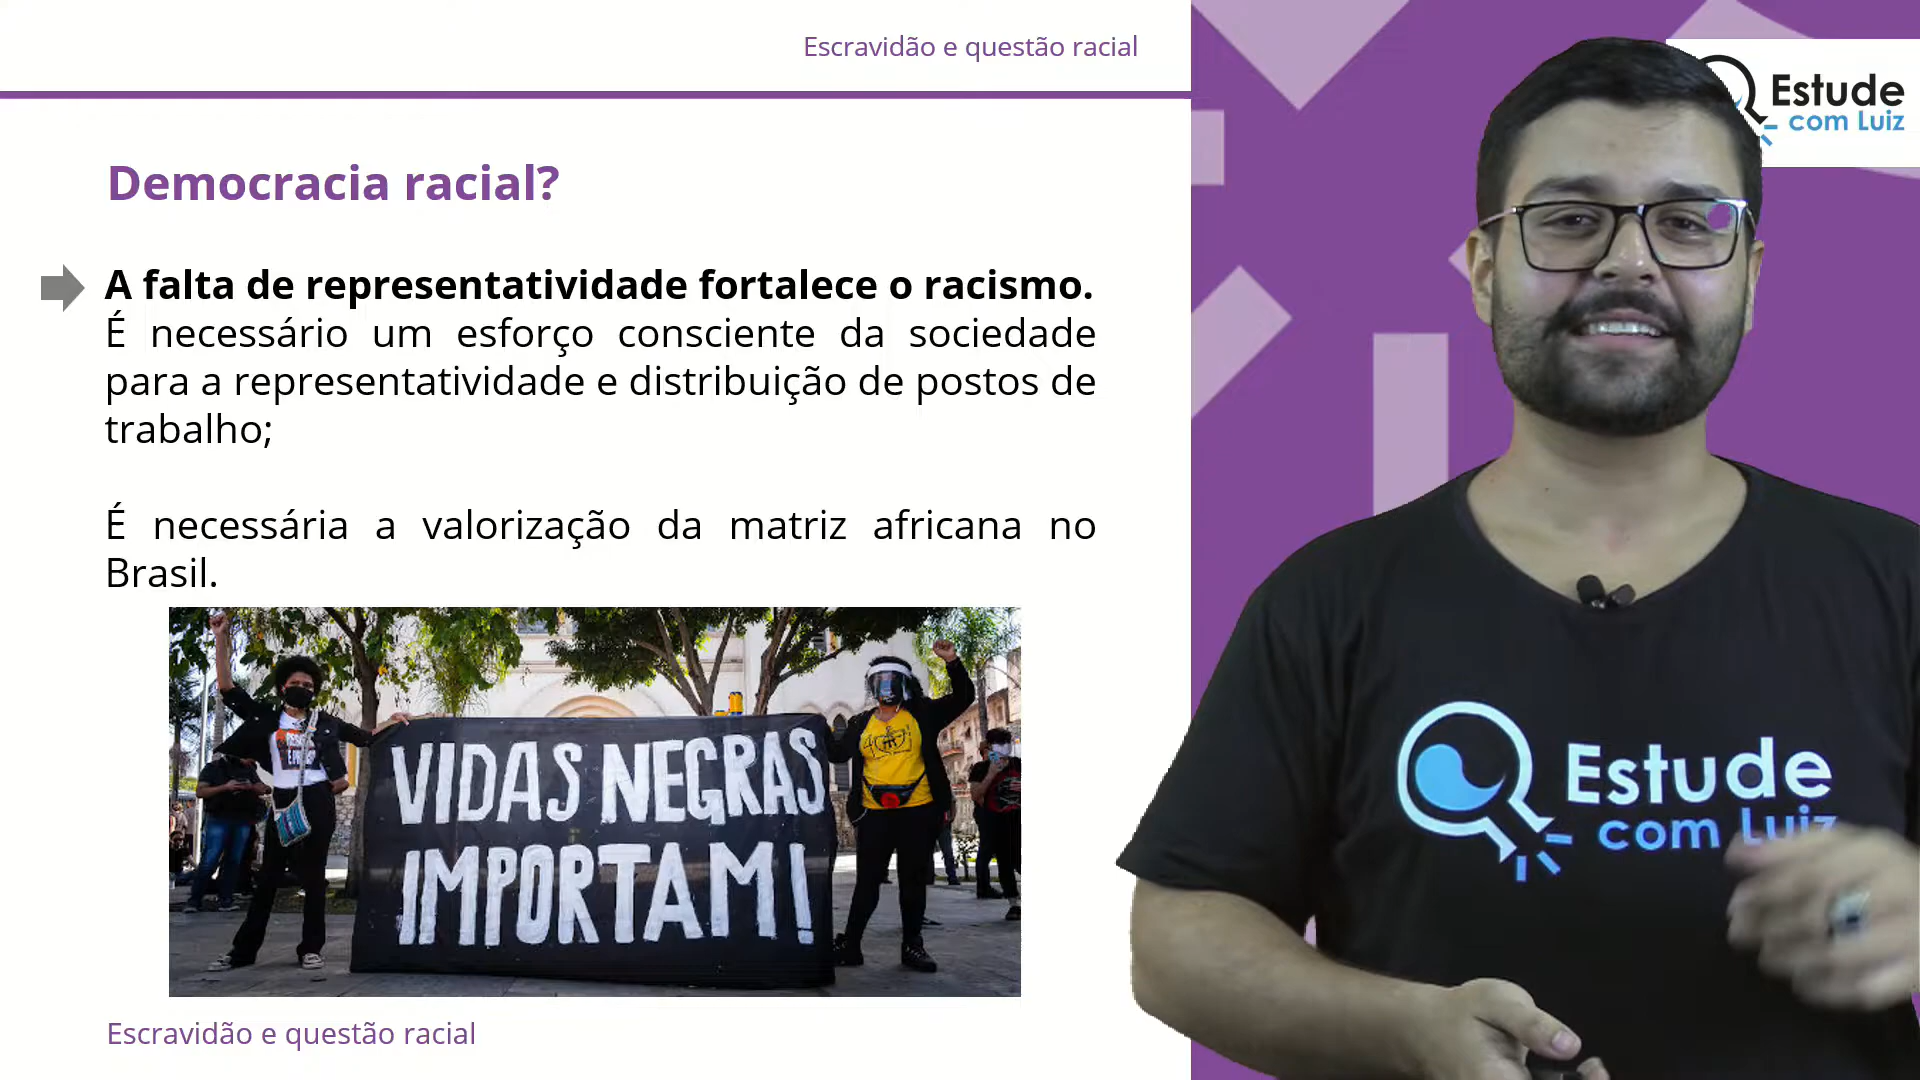 Escravidão e questão racial
Estude
com Luiz
Democracia racial?
A falta de representatividade fortalece o racismo.
É necessário um esforço consciente da sociedade
para a representatividade e distribuição de postos de
trabalho;
É necessária a valorização da matriz africana no
Brasil.
VIDAS NEGRAS
IMPORTAM!
Estude
com Luiz
Escravidão e questão racial